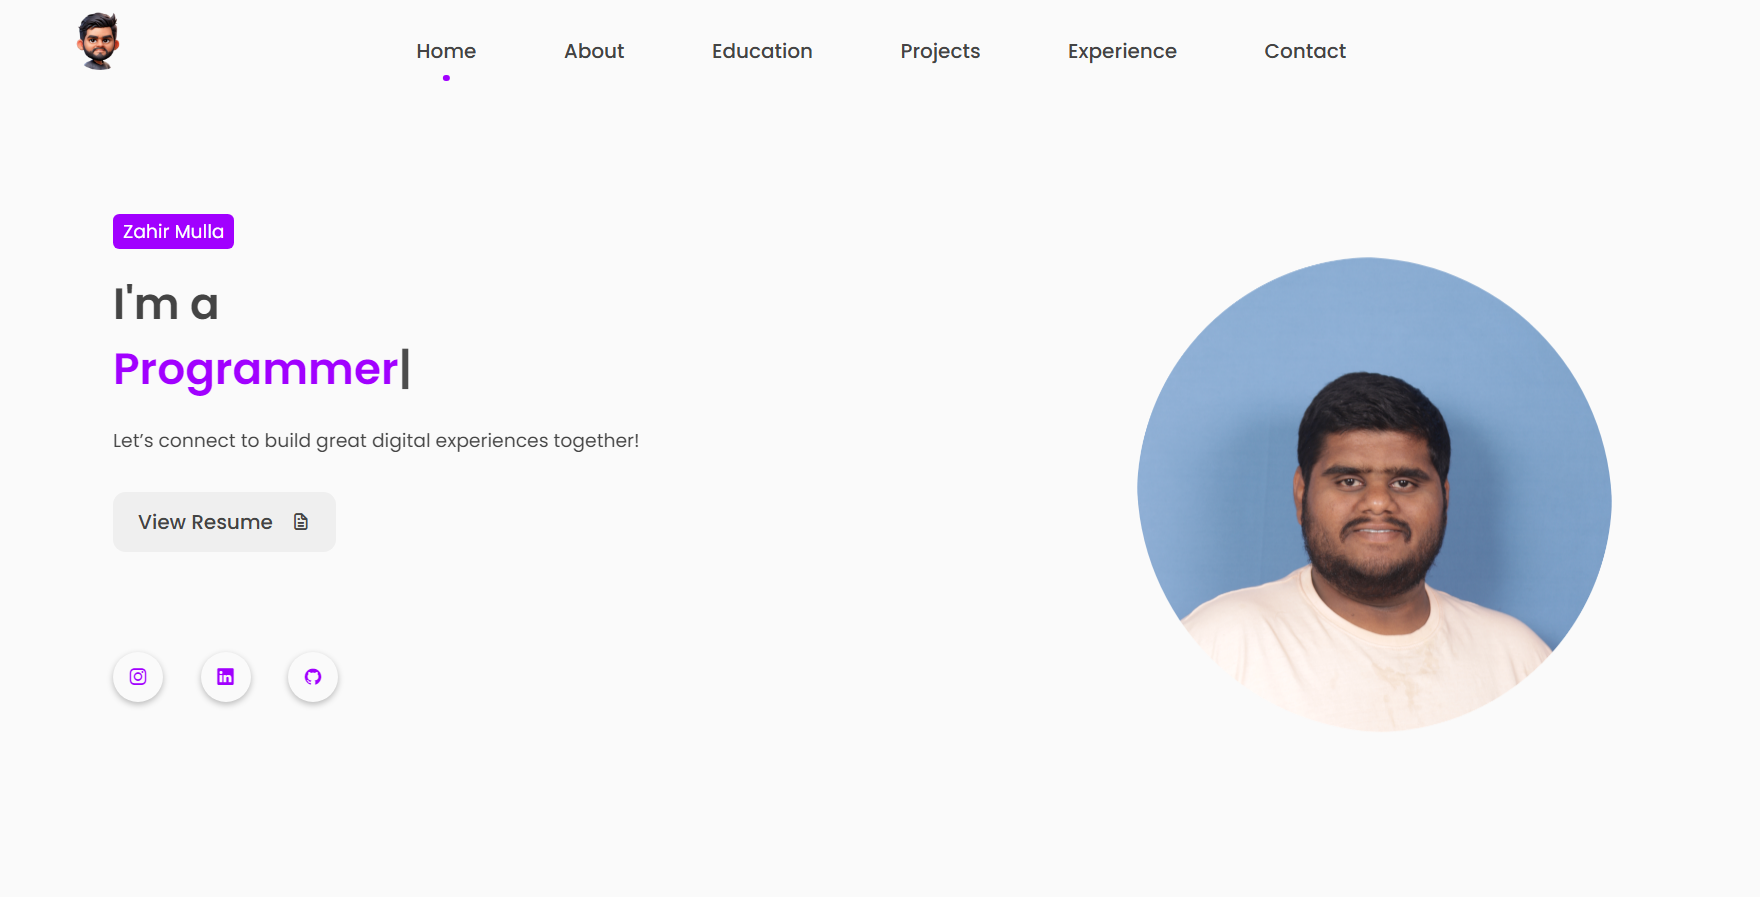 Home About Education Projects Experience Contact
Zahir Mulla
I'm a
Programmer|
Let’s connect to build great digital experiences together!
View Resume